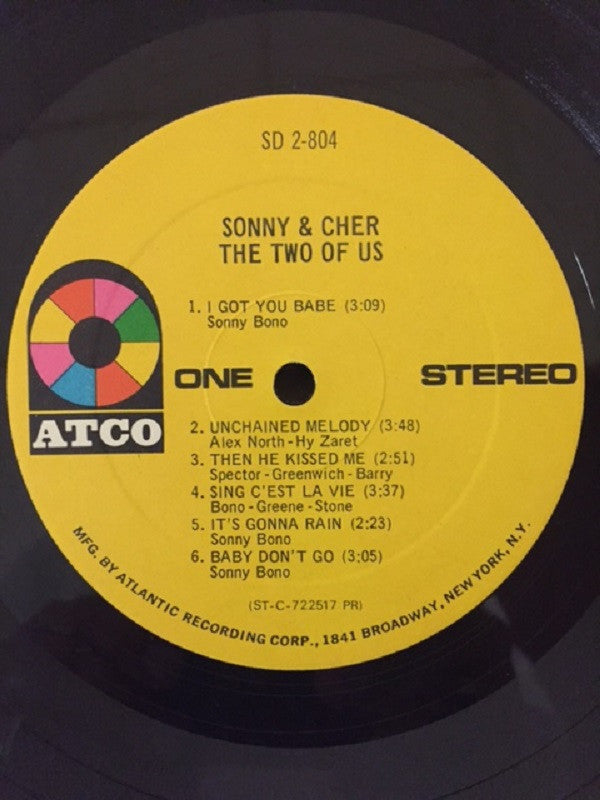 SD 2-804
SONNY & CHER
THE TWO OF US
1. I GOT YOU BABE (3:09)
Sonny Bono
ATCO
ONE
STEREO
2. UNCHAINED MELODY (3:48)
Alex North - Hy Zaret
3. THEN HE KISSED ME (2:51)
Spector - Greenwich - Barry
4. SING C'EST LA VIE (3:37)
Bono - Greene - Stone
5. IT'S GONNA RAIN (2:23)
Sonny Bono
6. BABY DON'T GO (3:05)
Sonny Bono
(ST-C-722517 PR)
MFG. BY ATLANTIC RECORDING CORP., 1841 BROADWAY, NEW YORK, N.Y.